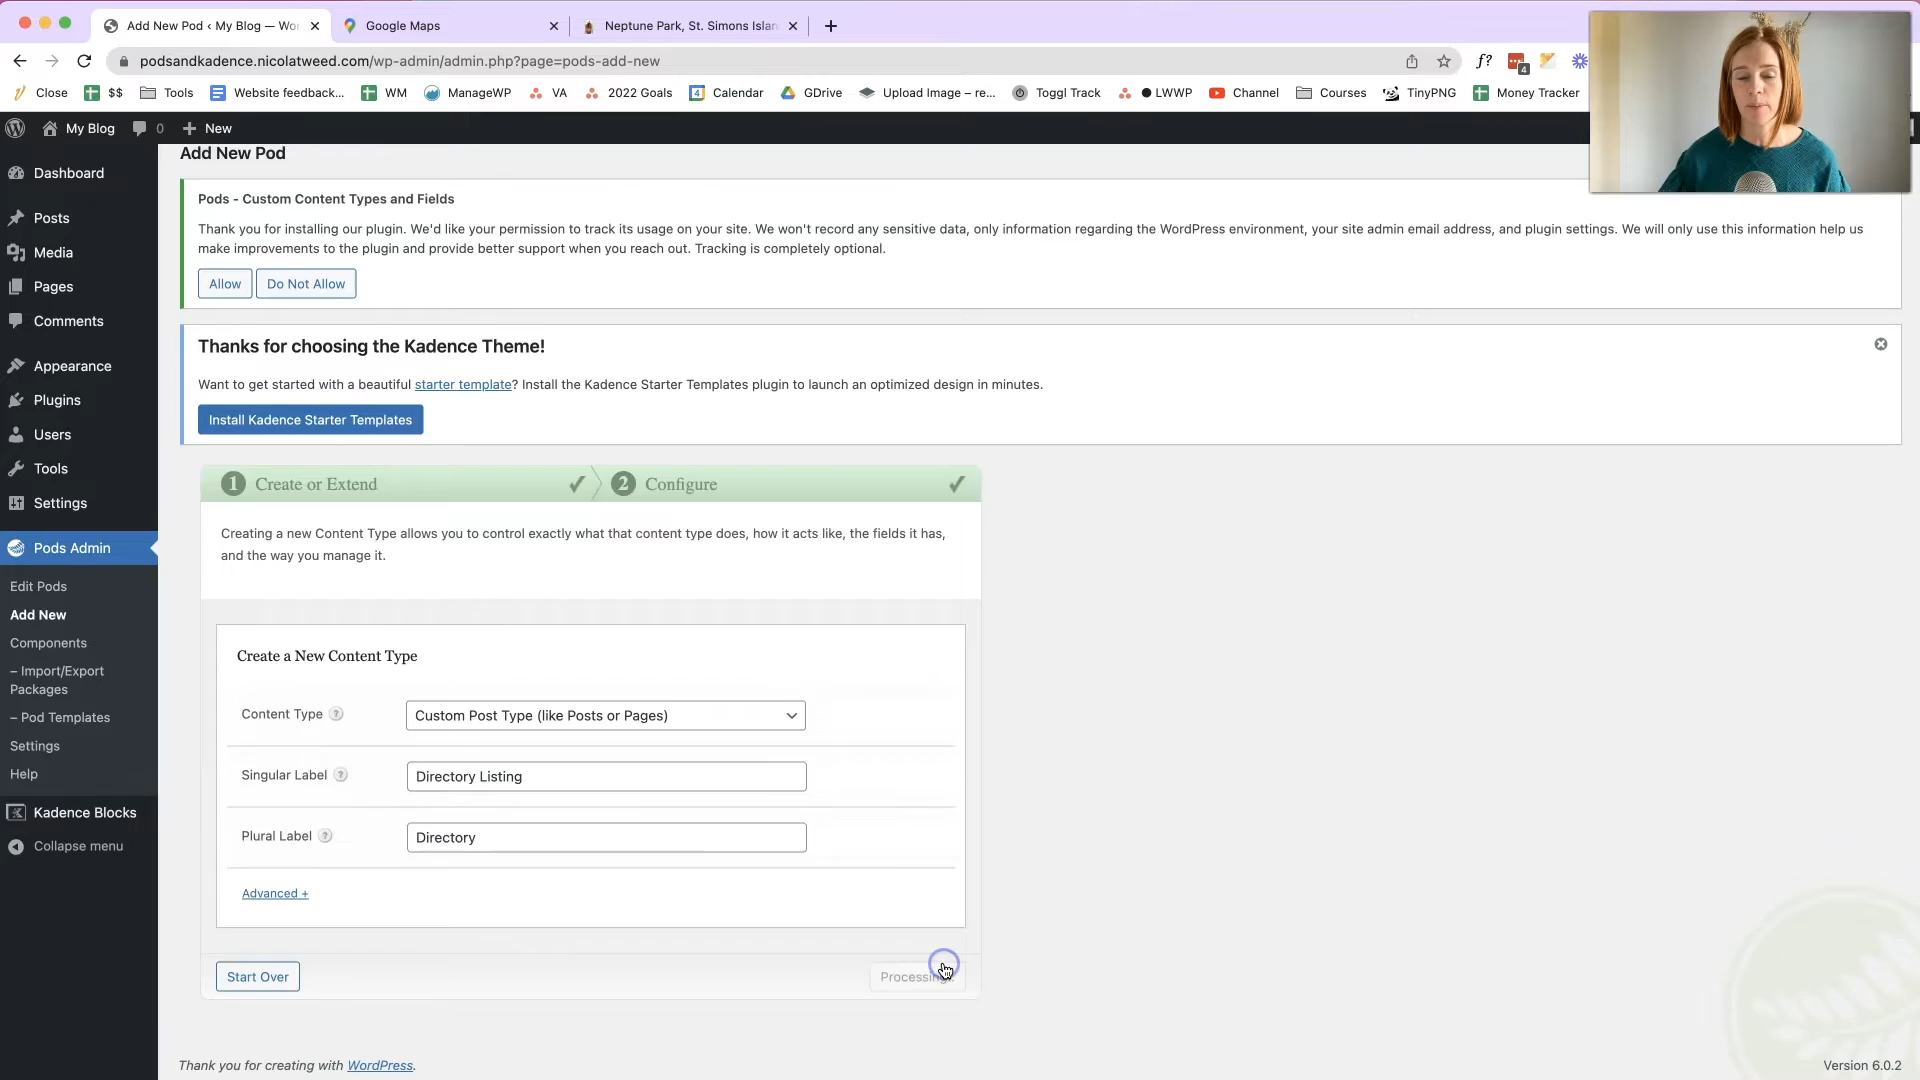 Add New Pod ‹ My Blog — Wor
Google Maps
Neptune Park, St. Simons Islan
podsandkadence.nicolatweed.com/wp-admin/admin.php?page=pods-add-new
f?
4
Close
$$
Tools
Website feedback...
WM
ManageWP
VA
2022 Goals
4
Calendar
GDrive
Upload Image – re...
Toggl Track
LWWP
Channel
Courses
TinyPNG
Money Tracker
My Blog
0
New
Dashboard
Posts
Media
Pages
Comments
Appearance
Plugins
Users
Tools
Settings
Pods Admin
Edit Pods
Add New
Components
– Import/Export
Packages
– Pod Templates
Settings
Help
Kadence Blocks
Collapse menu
Add New Pod
Pods - Custom Content Types and Fields
Thank you for installing our plugin. We'd like your permission to track its usage on your site. We won't record any sensitive data, only information regarding the WordPress environment, your site admin email address, and plugin settings. We will only use this information help us
make improvements to the plugin and provide better support when you reach out. Tracking is completely optional.
Allow
Do Not Allow
Thanks for choosing the Kadence Theme!
Want to get started with a beautiful starter template? Install the Kadence Starter Templates plugin to launch an optimized design in minutes.
Install Kadence Starter Templates
1 Create or Extend ✔
2 Configure ✔
Creating a new Content Type allows you to control exactly what that content type does, how it acts like, the fields it has,
and the way you manage it.
Create a New Content Type
Content Type ?
Custom Post Type (like Posts or Pages)
Singular Label ?
Directory Listing
Plural Label ?
Directory
Advanced +
Start Over
Processing..
Thank you for creating with WordPress.
Version 6.0.2